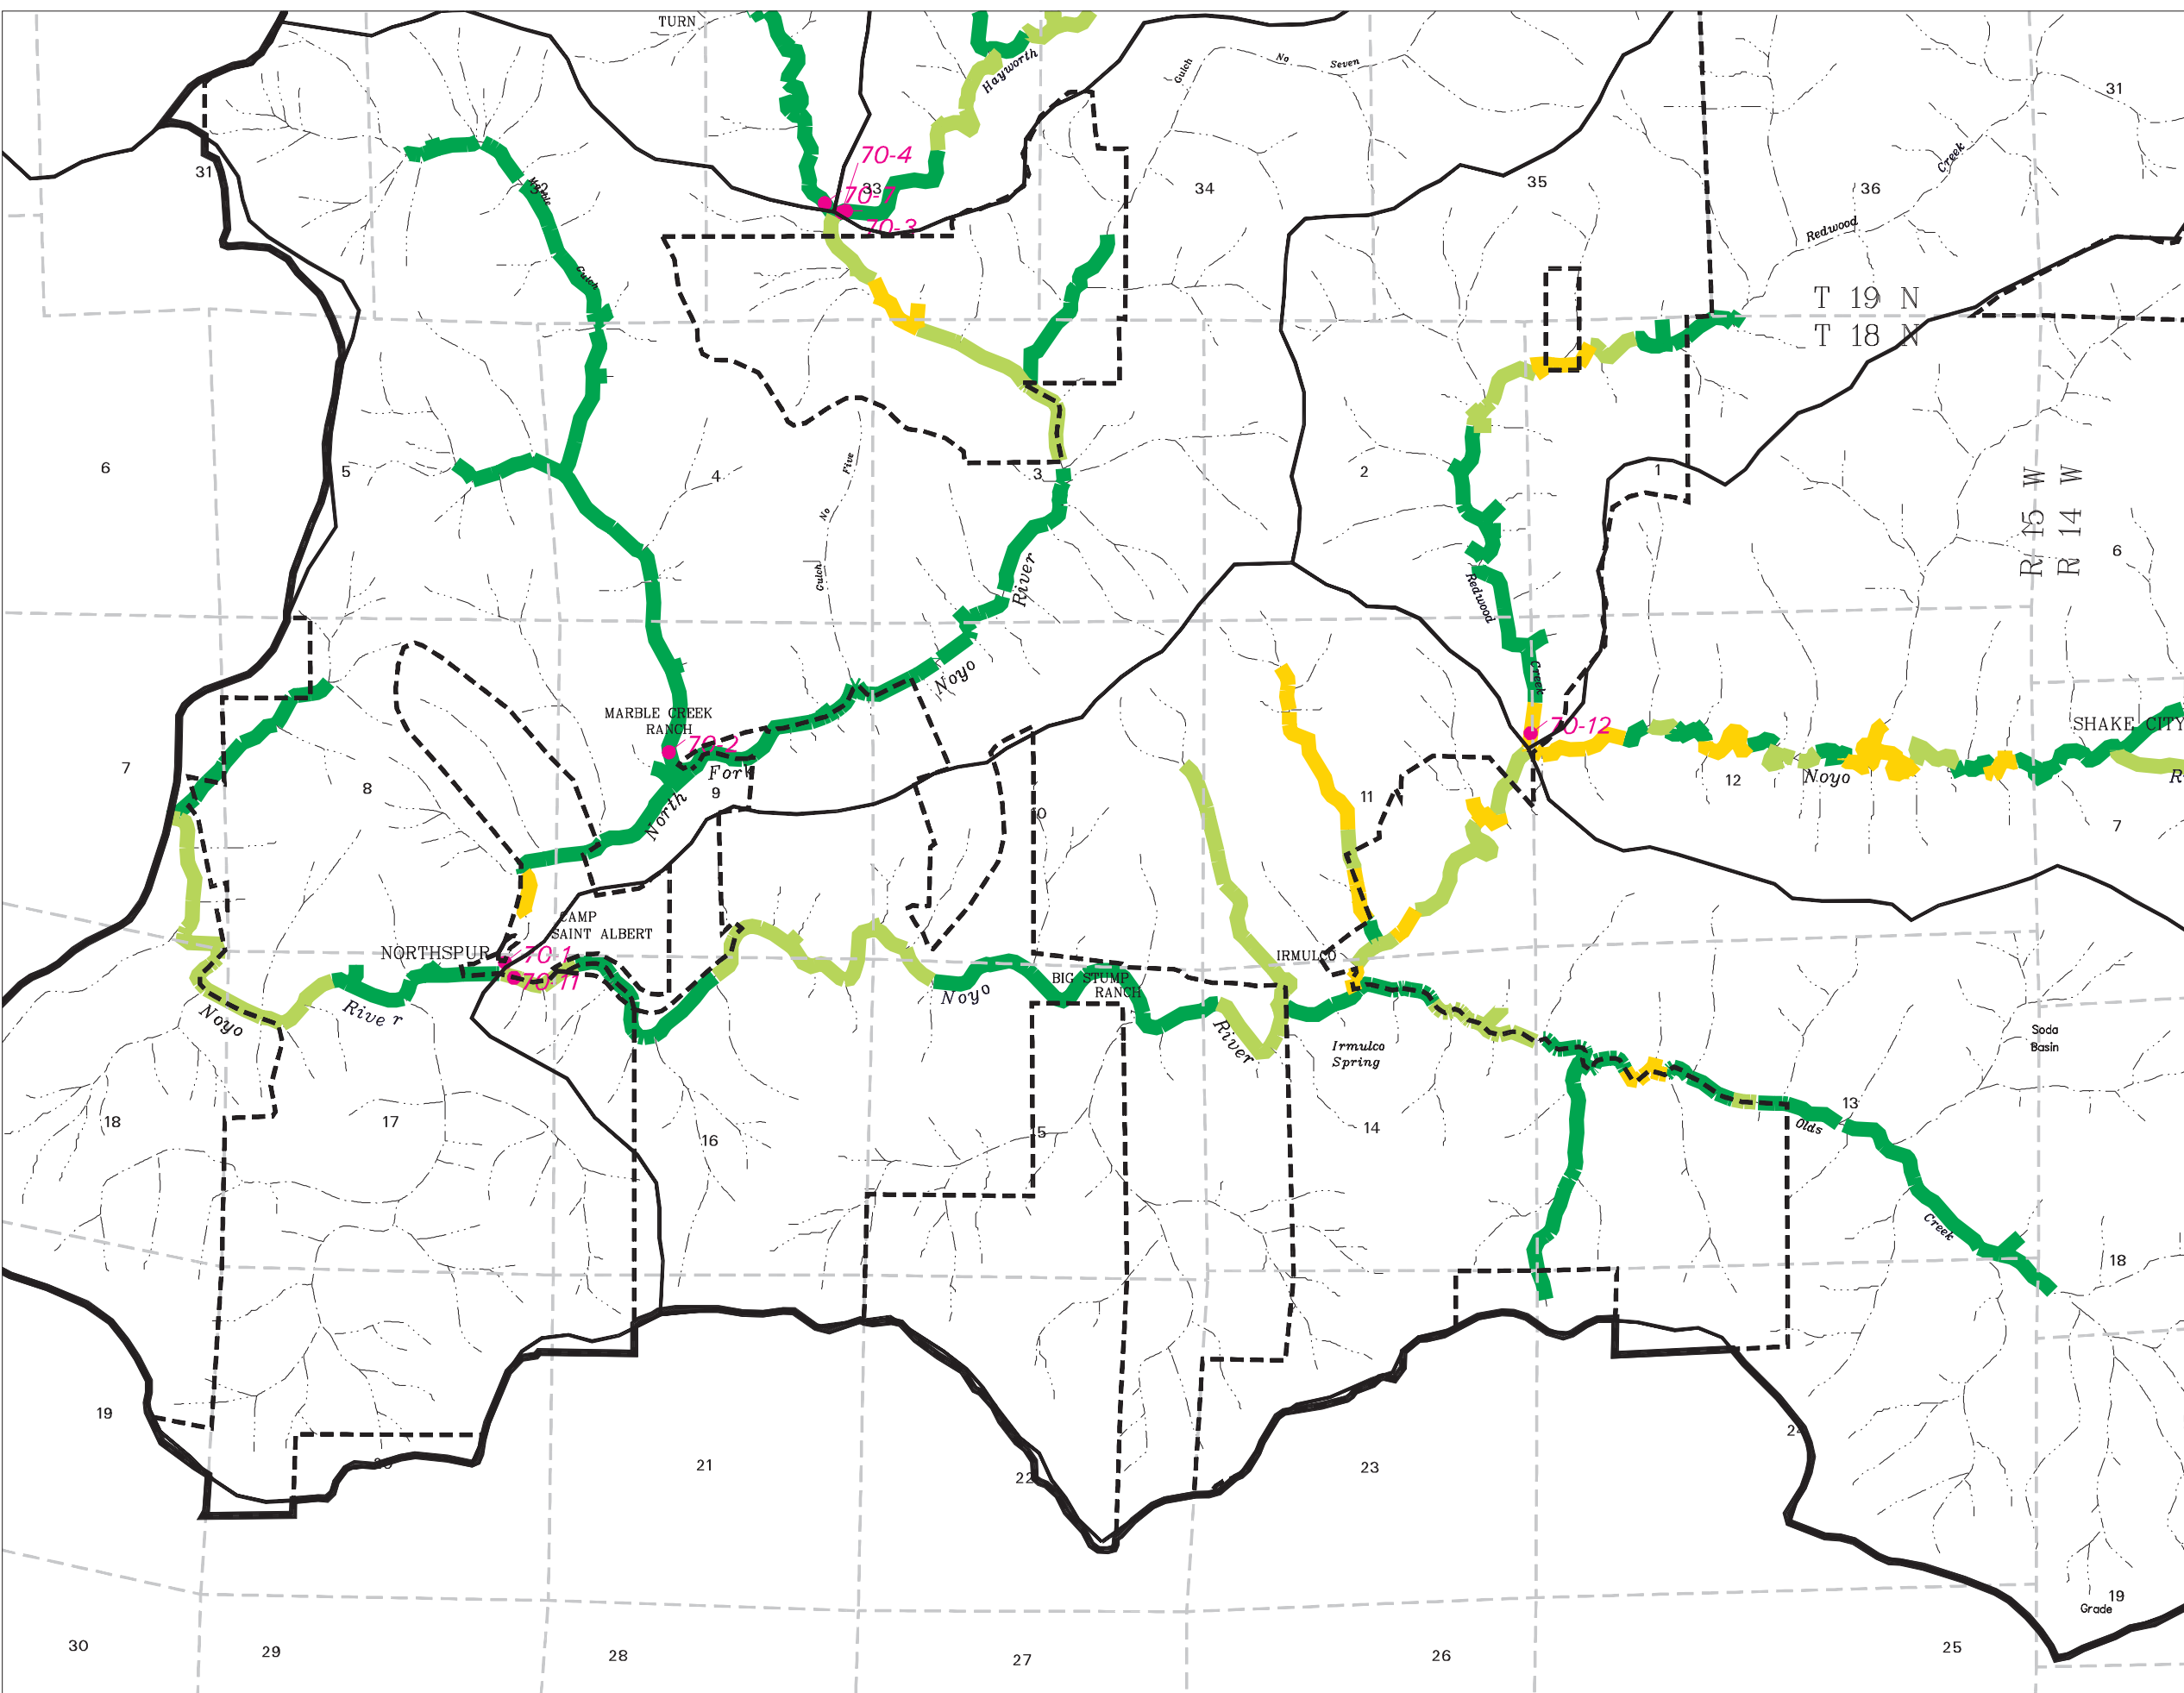 TURN
Hayworth
Gulch
No
Seven
31
70-4
31
33
70-7
34
35
36
Creek
Marble
70-3
Redwood
Gulch
T 19 N
T 18 N
6
5
4
Five
3
2
1
R 15 W
R 14 W
No
6
Gulch
River
Redwood
Noyo
Creek
MARBLE CREEK
RANCH
70-2
70-12
SHAKE CITY
7
8
Fork
9
North
11
12
Noyo
R
7
CAMP
SAINT ALBERT
NORTHSPUR
70-1
70-11
IRMULCO
BIG STUMP
RANCH
Noyo
River
Noyo
River
Irmulco
Spring
Soda
Basin
18
17
16
14
13
Olds
Creek
18
19
21
22
23
19
Grade
30
29
28
27
26
25